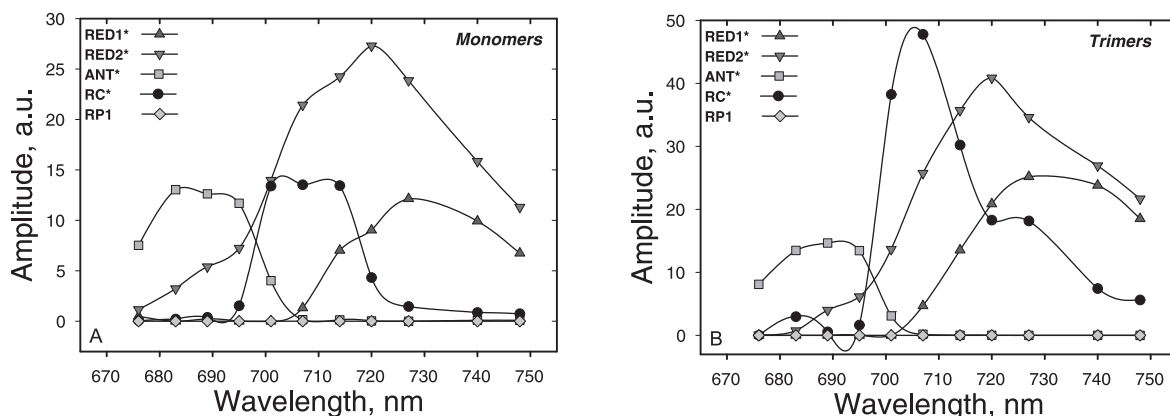 Monomers
RED1*
RED2*
ANT*
RC*
RP1
30
25
20
15
10
5
0
Amplitude, a.u.
A
670 680 690 700 710 720 730 740 750
Wavelength, nm
Trimers
RED1*
RED2*
ANT*
RC*
RP1
50
40
30
20
10
0
Amplitude, a.u.
B
670 680 690 700 710 720 730 740 750
Wavelength, nm